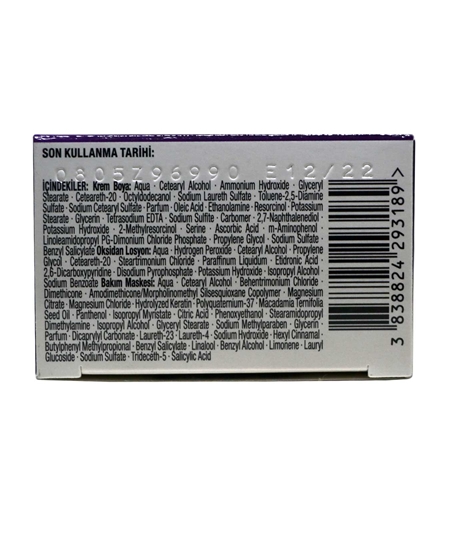 SON KULLANMA TARİHİ:
0805796990 E12/22
İÇİNDEKİLER: Krem Boya: Aqua · Cetearyl Alcohol · Ammonium Hydroxide · Glyceryl
Stearate · Ceteareth-20 · Octyldodecanol · Sodium Laureth Sulfate · Toluene-2,5-Diamine
Sulfate · Sodium Cetearyl Sulfate · Parfum · Oleic Acid · Ethanolamine · Resorcinol · Potassium
Stearate · Glycerin · Tetrasodium EDTA · Sodium Sulfite · Carbomer · 2,7-Naphthalenediol ·
Potassium Hydroxide · 2-Methylresorcinol · Serine · Ascorbic Acid · m-Aminophenol ·
Linoleamidopropyl PG-Dimonium Chloride Phosphate · Propylene Glycol · Sodium Sulfate ·
Benzyl Salicylate Oksidan Losyon: Aqua · Hydrogen Peroxide · Cetearyl Alcohol · Propylene
Glycol · Ceteareth-20 · Steartrimonium Chloride · Paraffinum Liquidum · Etidronic Acid ·
2,6-Dicarboxypyridine · Disodium Pyrophosphate · Potassium Hydroxide · Isopropyl Alcohol ·
Sodium Benzoate Bakım Maskesi: Aqua · Cetearyl Alcohol · Behentrimonium Chloride ·
Dimethicone · Amodimethicone/Morpholinomethyl Silsesquioxane Copolymer · Magnesium
Citrate · Magnesium Chloride · Hydrolyzed Keratin · Polyquaternium-37 · Macadamia Ternifolia
Seed Oil · Panthenol · Isopropyl Myristate · Citric Acid · Phenoxyethanol · Stearamidopropyl
Dimethylamine · Isopropyl Alcohol · Glyceryl Stearate · Sodium Methylparaben · Glycerin ·
Parfum · Dicaprylyl Carbonate · Laureth-23 · Laureth-4 · Sodium Hydroxide · Hexyl Cinnamal ·
Butylphenyl Methylpropional · Benzyl Salicylate · Linalool · Benzyl Alcohol · Limonene · Lauryl
Glucoside · Sodium Sulfate · Trideceth-5 · Salicylic Acid
3 838824 293189>